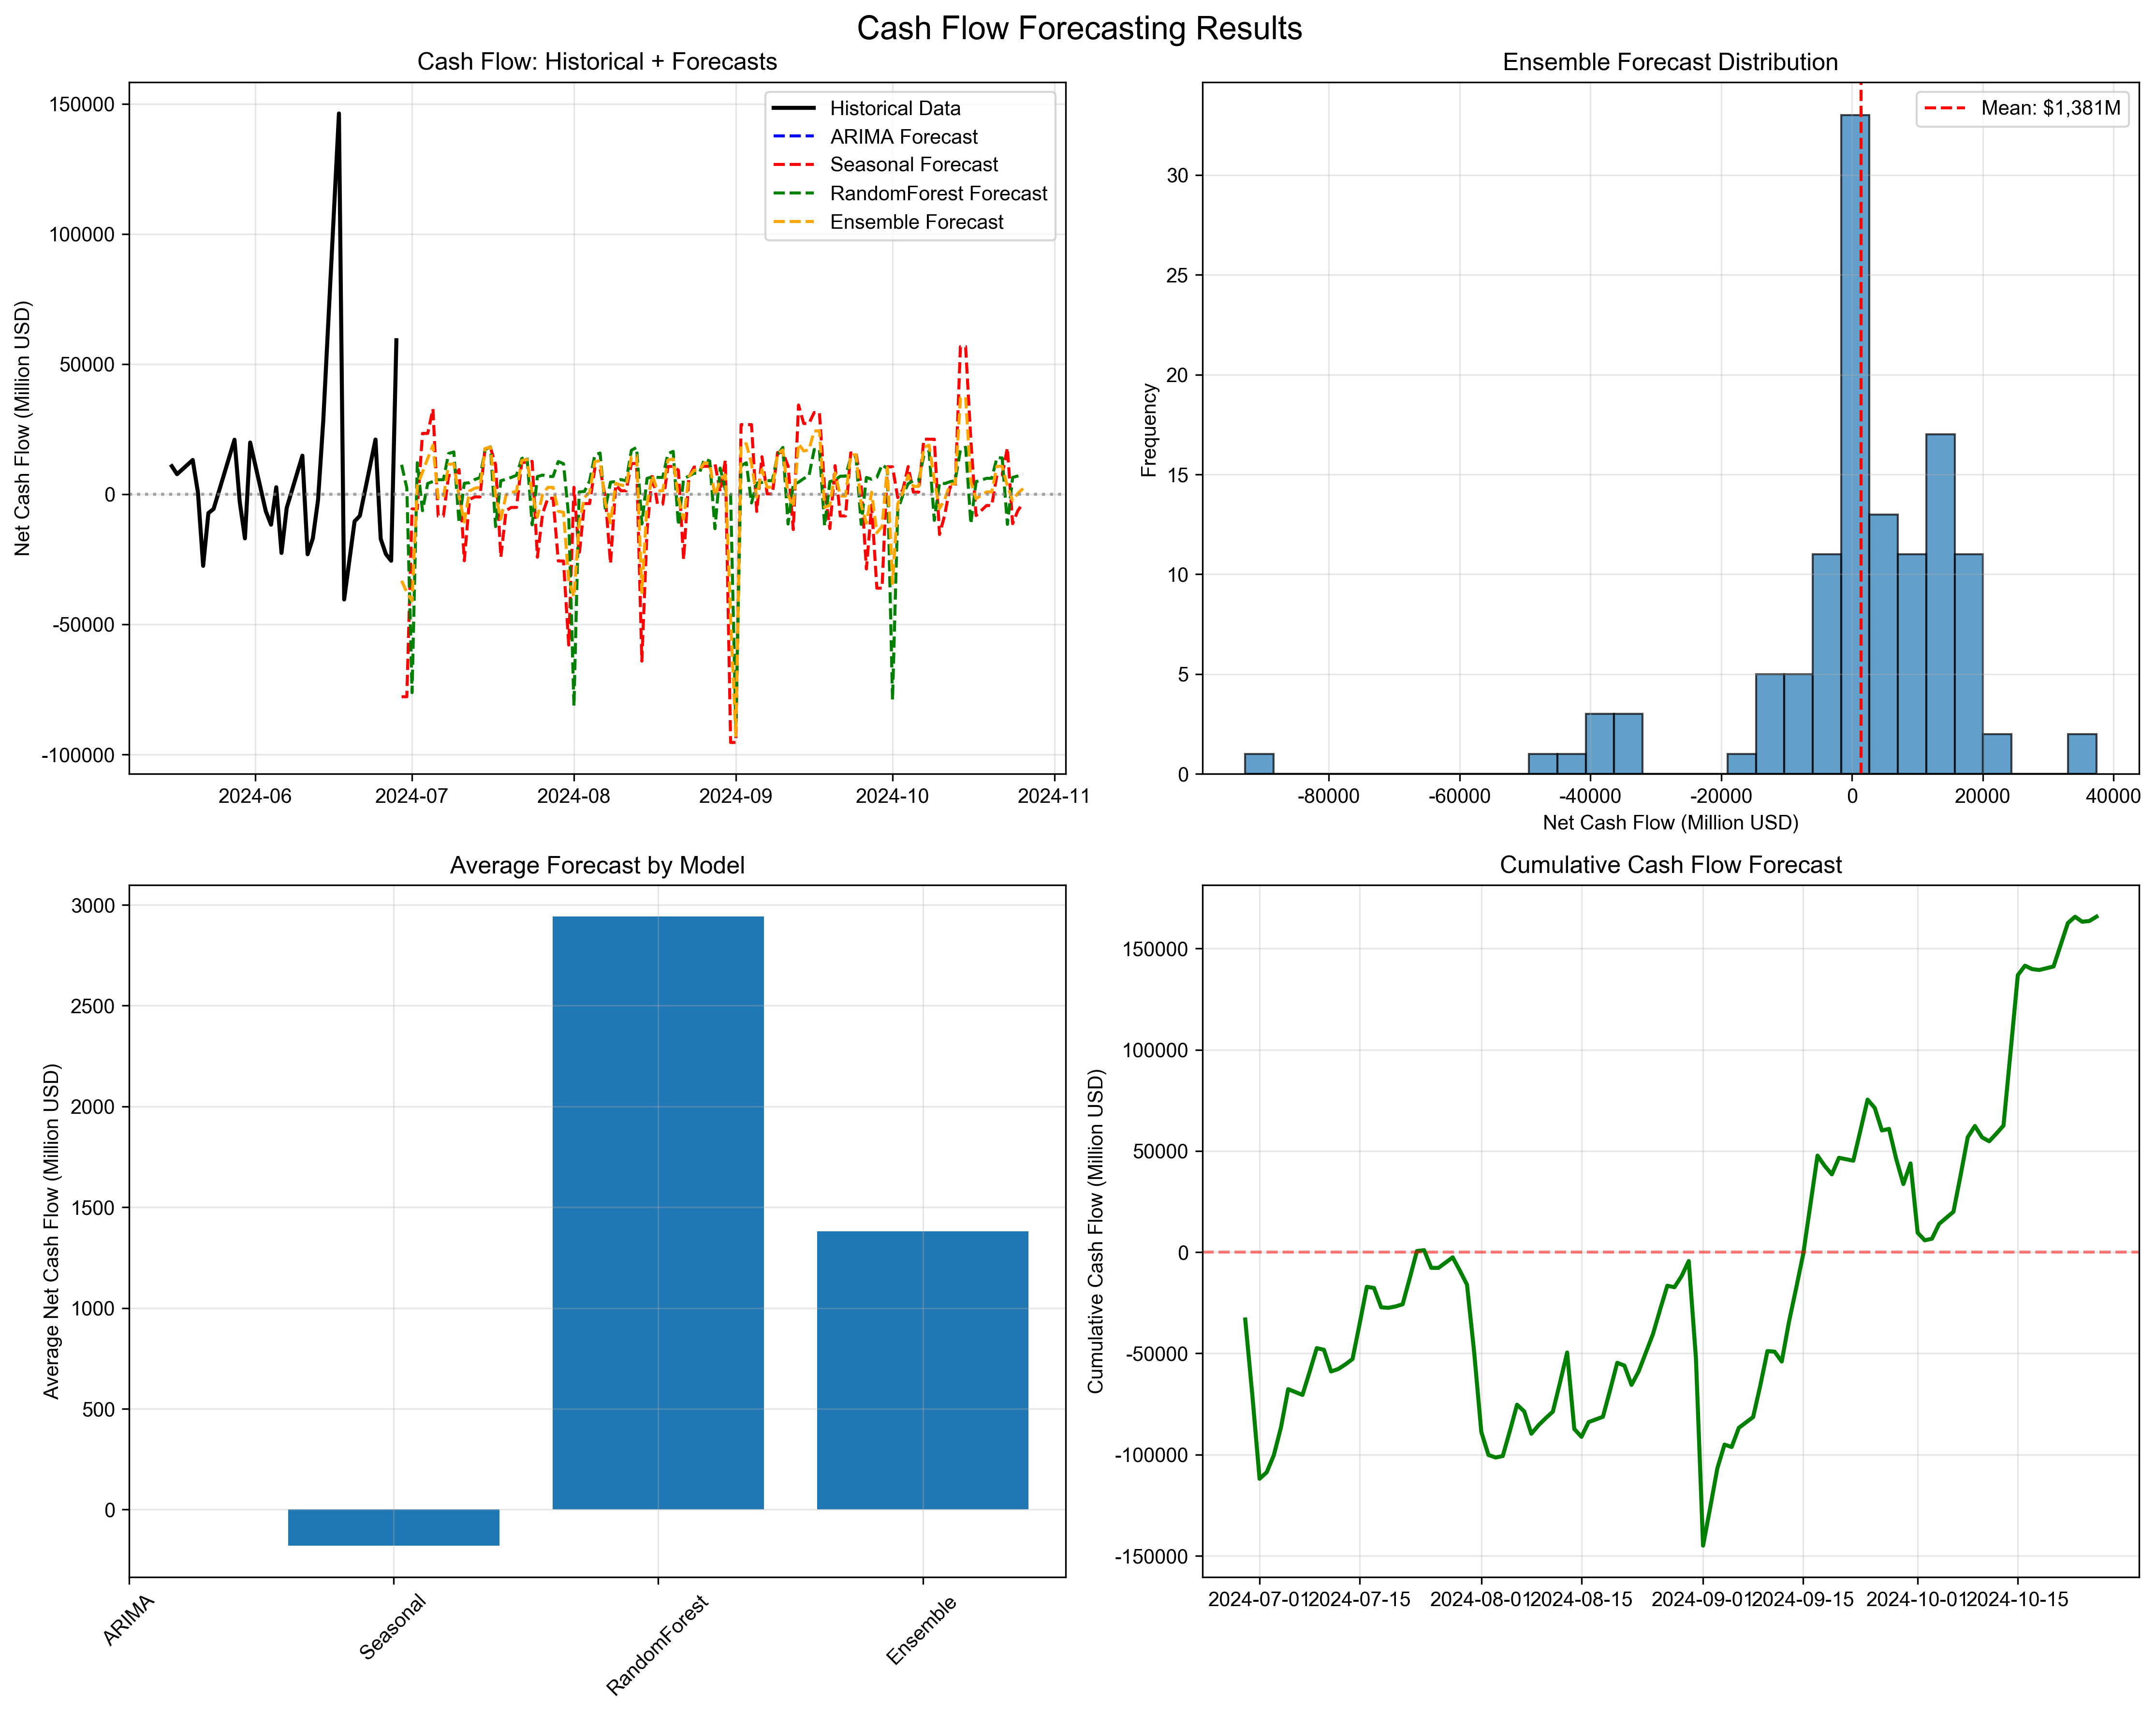 Cash Flow Forecasting Results
Cash Flow: Historical + Forecasts
Net Cash Flow (Million USD)
150000
100000
50000
0
-50000
-100000
2024-06
2024-07
2024-08
2024-09
2024-10
2024-11
Historical Data
ARIMA Forecast
Seasonal Forecast
RandomForest Forecast
Ensemble Forecast
Ensemble Forecast Distribution
Frequency
30
25
20
15
10
5
0
-80000
-60000
-40000
-20000
0
20000
40000
Net Cash Flow (Million USD)
Mean: $1,381M
Average Forecast by Model
Average Net Cash Flow (Million USD)
3000
2500
2000
1500
1000
500
0
ARIMA
Seasonal
RandomForest
Ensemble
Cumulative Cash Flow Forecast
Cumulative Cash Flow (Million USD)
150000
100000
50000
0
-50000
-100000
-150000
2024-07-01
2024-07-15
2024-08-01
2024-08-15
2024-09-01
2024-09-15
2024-10-01
2024-10-15